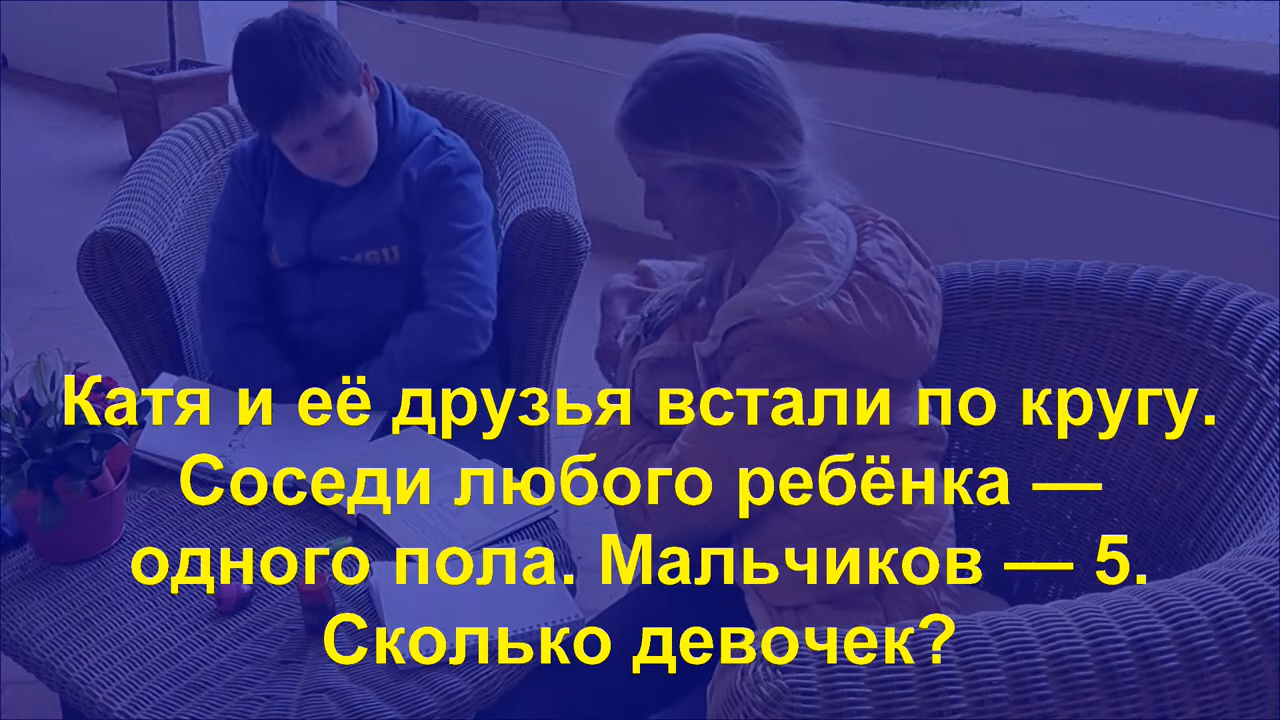 Катя и её друзья встали по кругу.
Соседи любого ребёнка —
одного пола. Мальчиков — 5.
Сколько девочек?